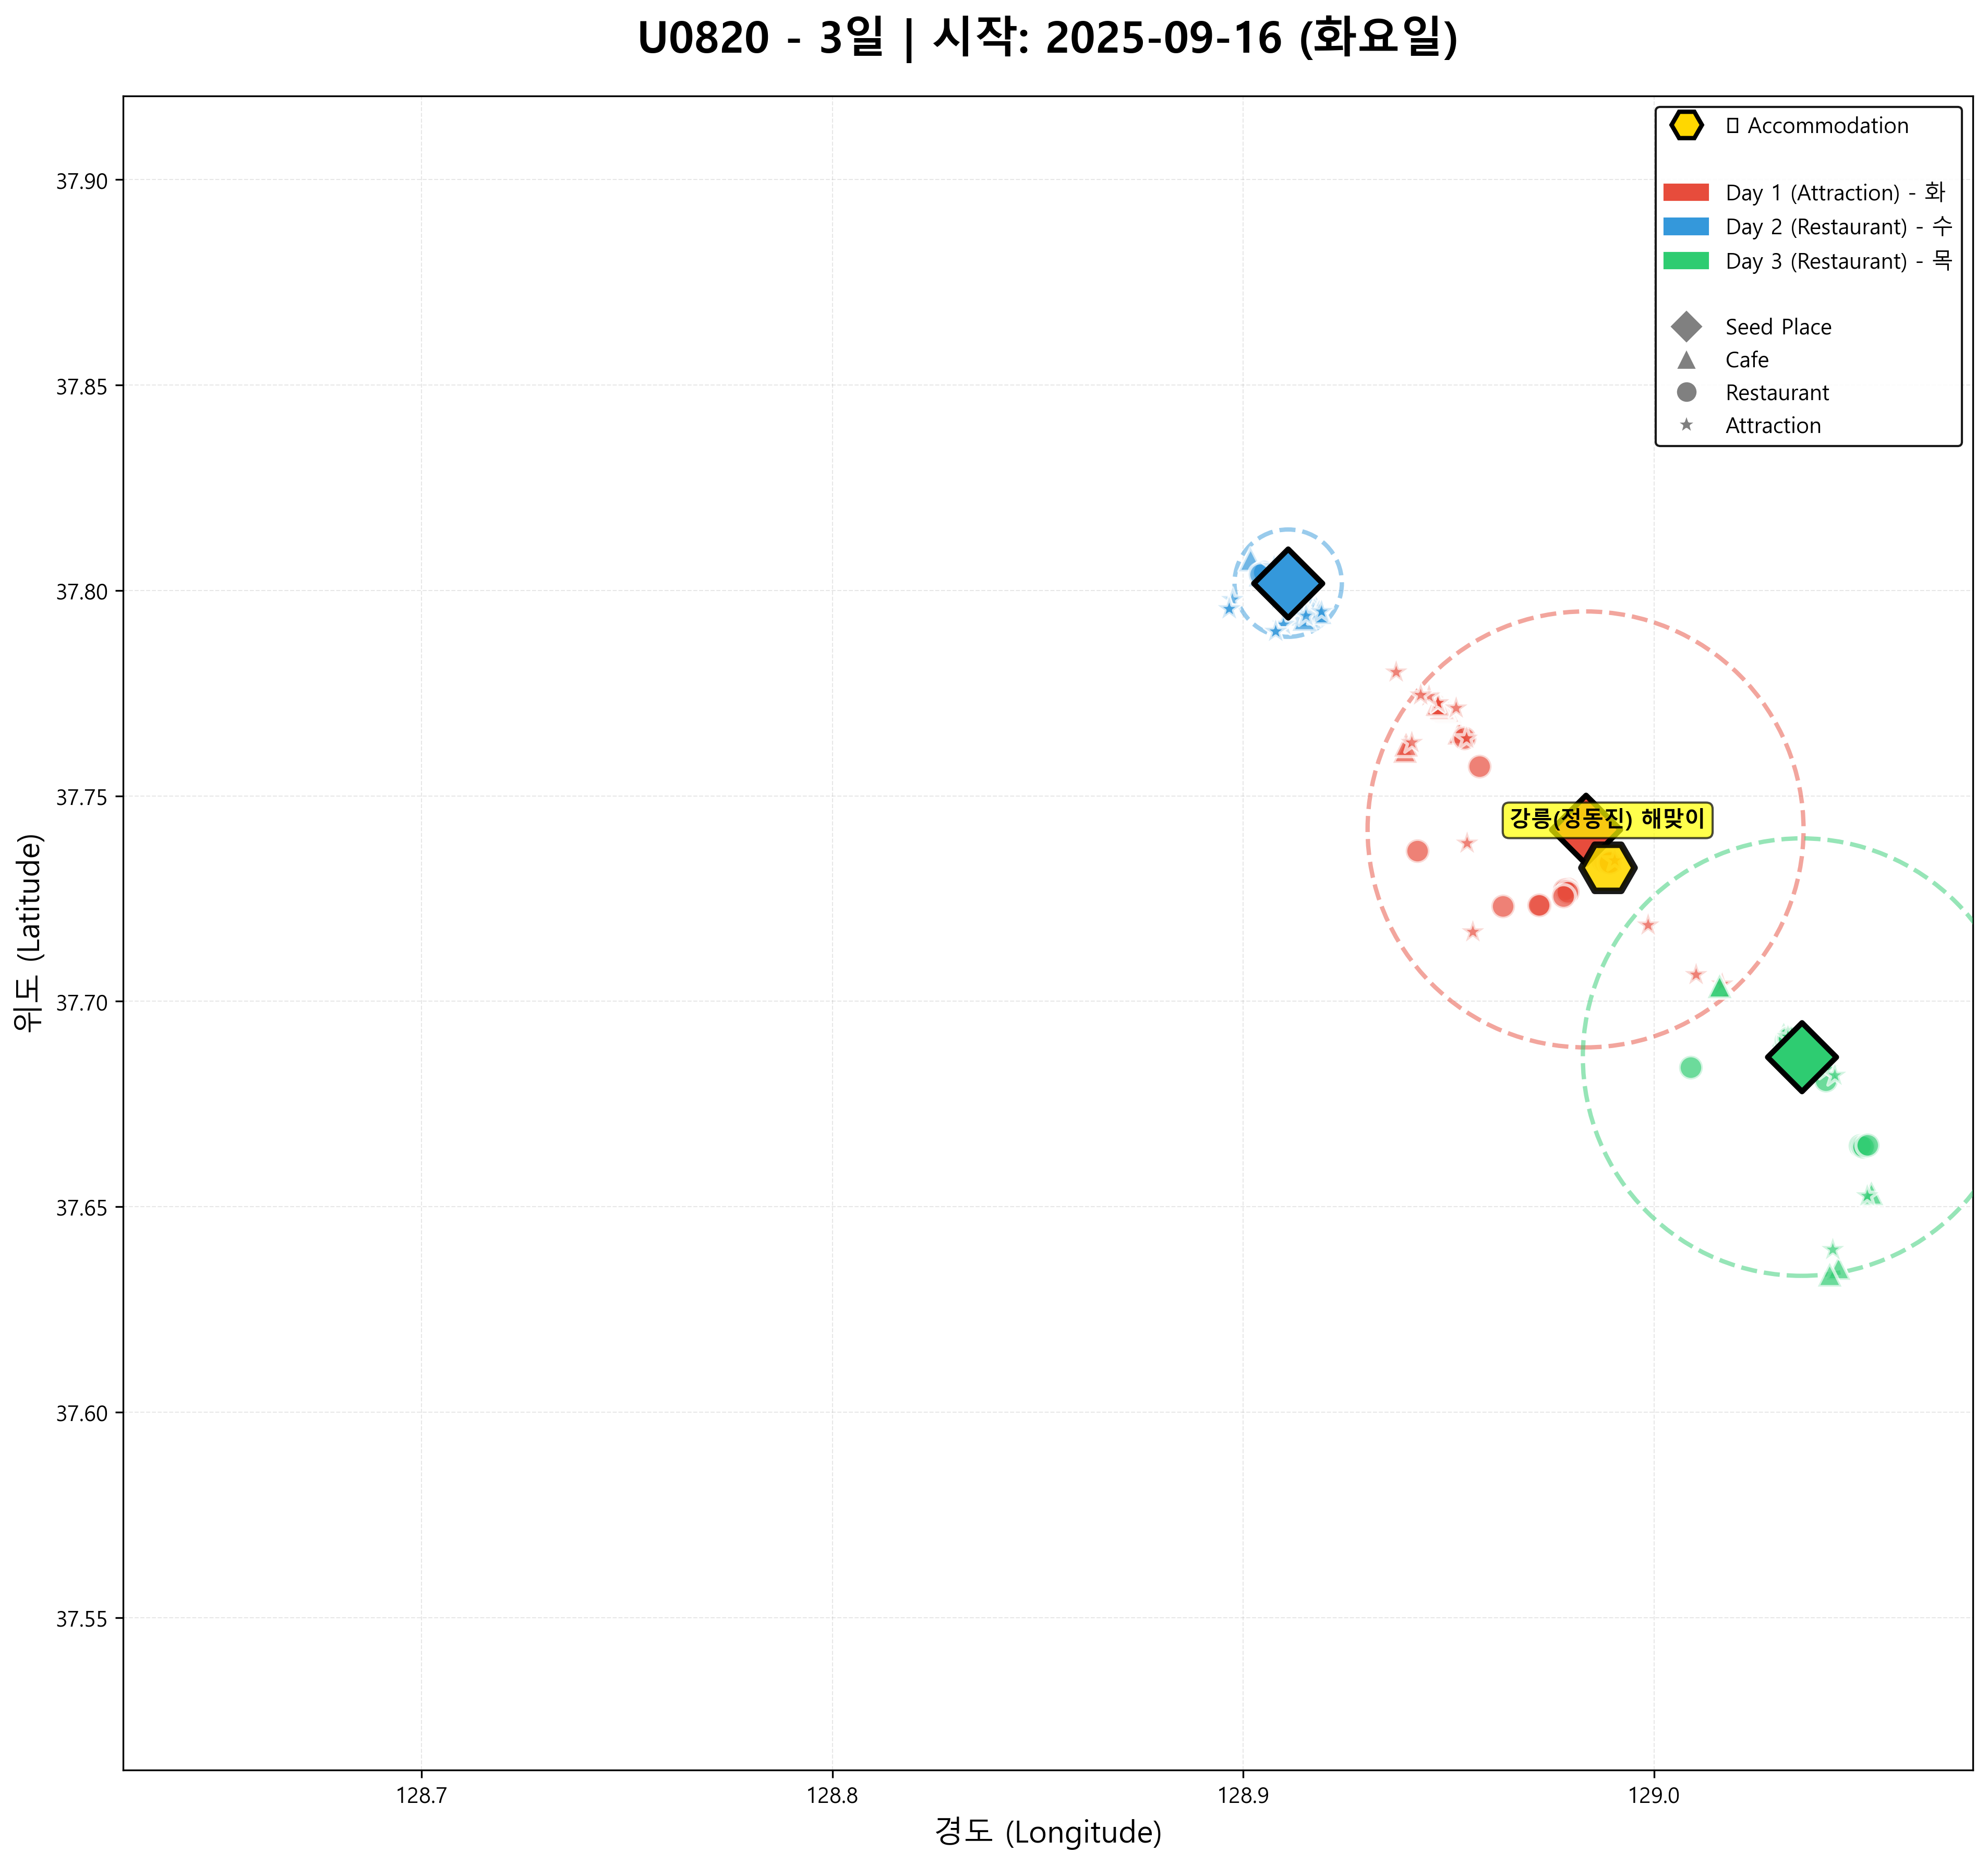 U0820 - 3일 | 시작: 2025-09-16 (화요일)
▯ Accommodation
Day 1 (Attraction) - 화
Day 2 (Restaurant) - 수
Day 3 (Restaurant) - 목
Seed Place
Cafe
Restaurant
Attraction
37.90
37.85
37.80
37.75
37.70
37.65
37.60
37.55
위도 (Latitude)
강릉(정동진) 해맞이
128.7
128.8
128.9
129.0
경도 (Longitude)